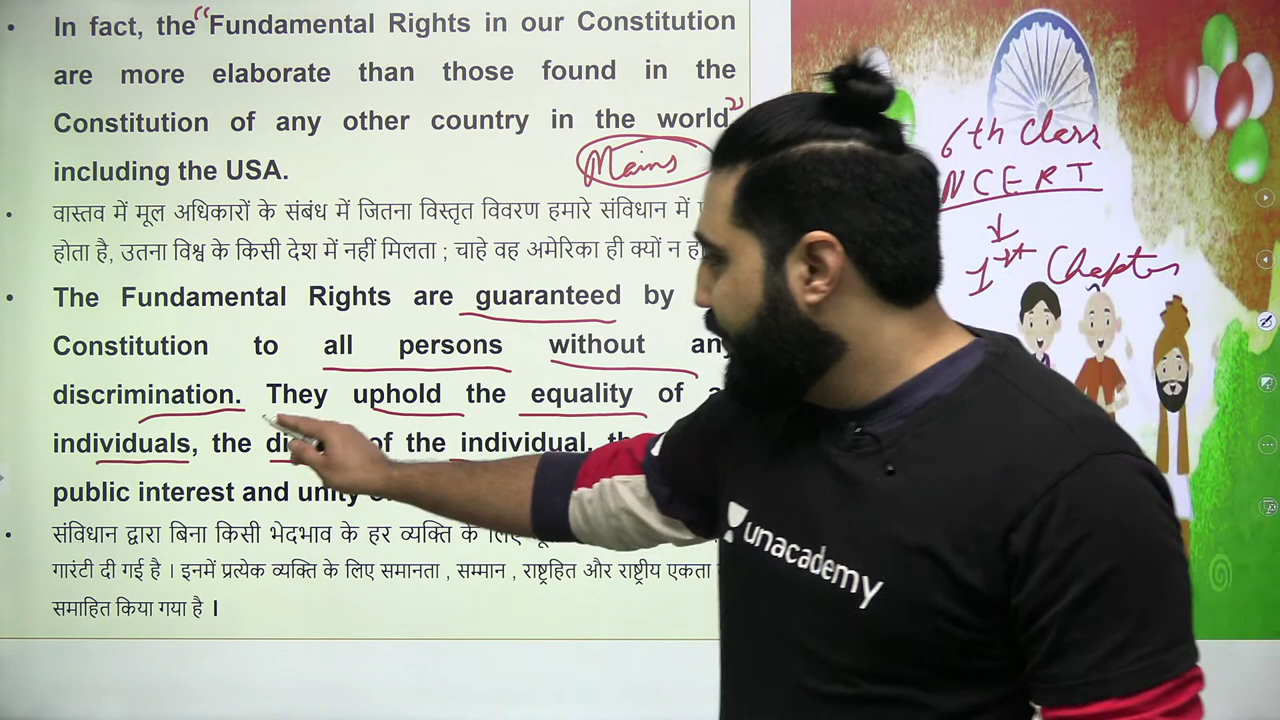 In fact, the “Fundamental Rights in our Constitution
are more elaborate than those found in the
Constitution of any other country in the world”
including the USA.
Mains
वास्तव में मूल अधिकारों के संबंध में जितना विस्तृत विवरण हमारे संविधान में
होता है, उतना विश्व के किसी देश में नहीं मिलता ; चाहे वह अमेरिका ही क्यों न
The Fundamental Rights are guaranteed by
Constitution to all persons without any
discrimination. They uphold the equality of
individuals, the of the individual,
public interest and unity
संविधान द्वारा बिना किसी भेदभाव के हर व्यक्ति के लिए
गारंटी दी गई है । इनमें प्रत्येक व्यक्ति के लिए समानता , सम्मान , राष्ट्रहित और राष्ट्रीय एकता
समाहित किया गया है ।
6th Class
NCERT
1st Chapter
unacademy